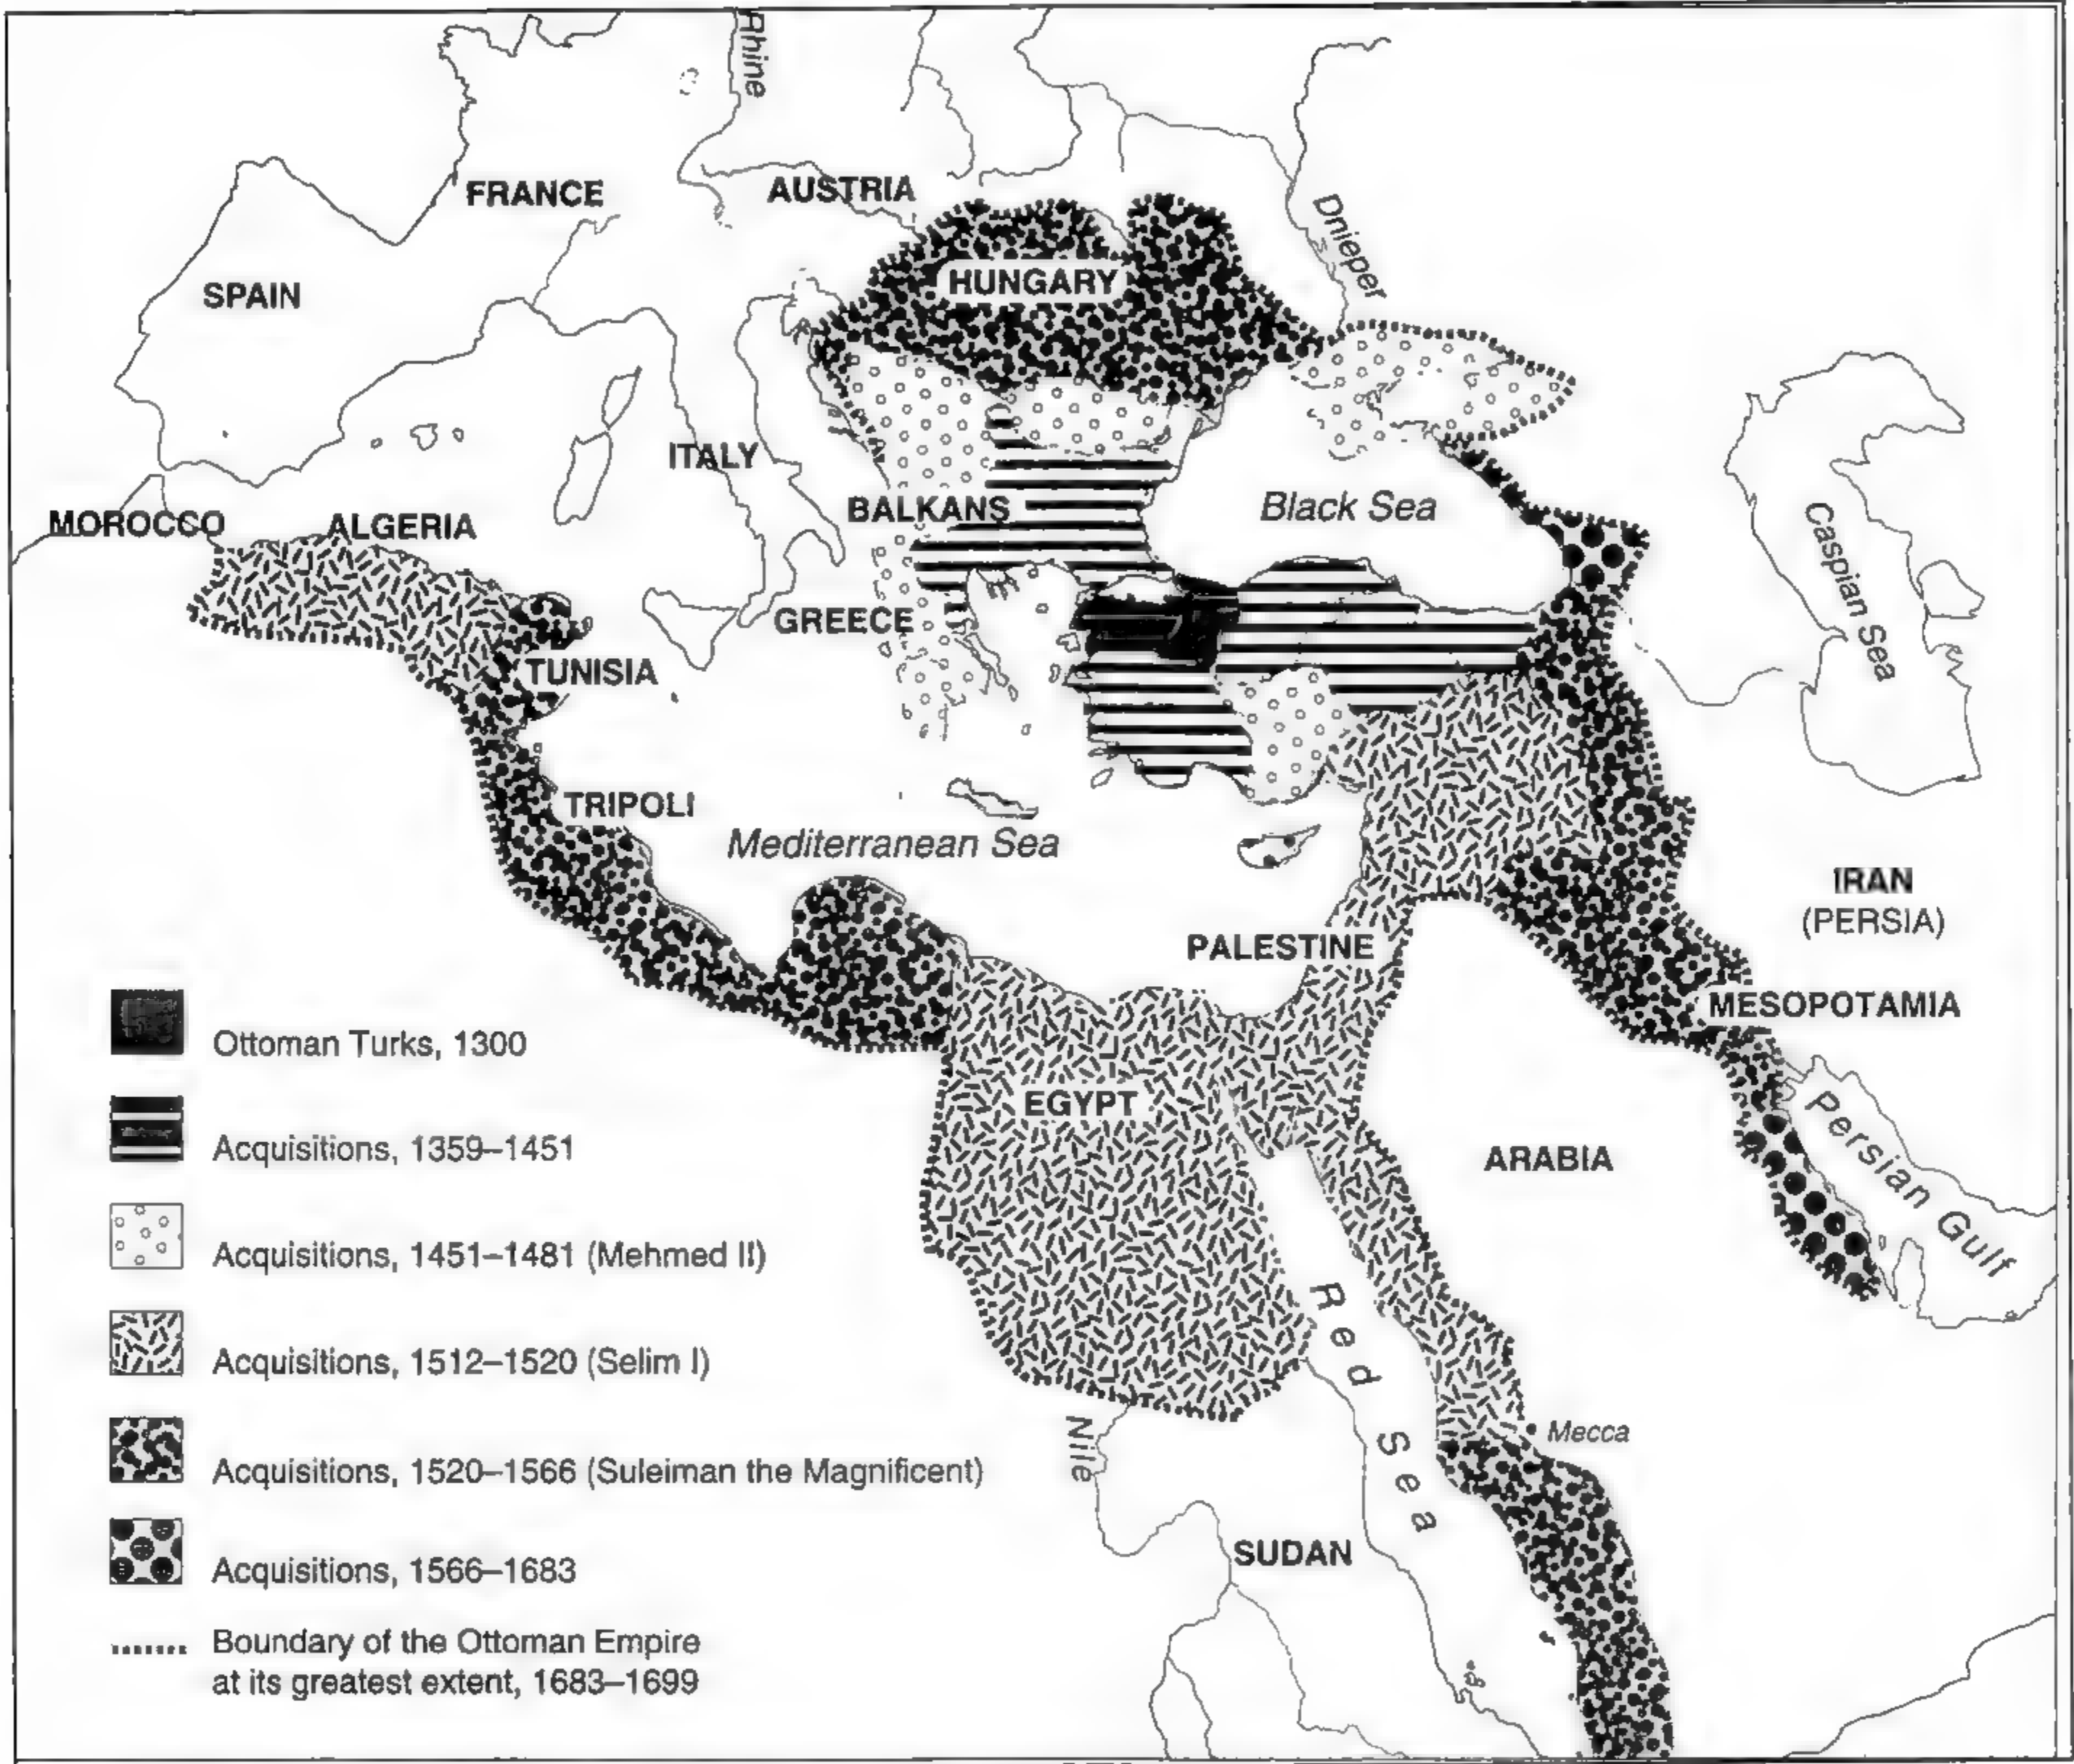 Rhine
FRANCE
AUSTRIA
Dnieper
HUNGARY
SPAIN
ITALY
BALKANS
Black Sea
Caspian Sea
MOROCCO
ALGERIA
GREECE
TUNISIA
TRIPOLI
Mediterranean Sea
IRAN
(PERSIA)
PALESTINE
MESOPOTAMIA
EGYPT
ARABIA
Persian Gulf
Red Sea
Mecca
Nile
SUDAN
Ottoman Turks, 1300
Acquisitions, 1359–1451
Acquisitions, 1451–1481 (Mehmed II)
Acquisitions, 1512–1520 (Selim I)
Acquisitions, 1520–1566 (Suleiman the Magnificent)
Acquisitions, 1566–1683
Boundary of the Ottoman Empire
at its greatest extent, 1683–1699